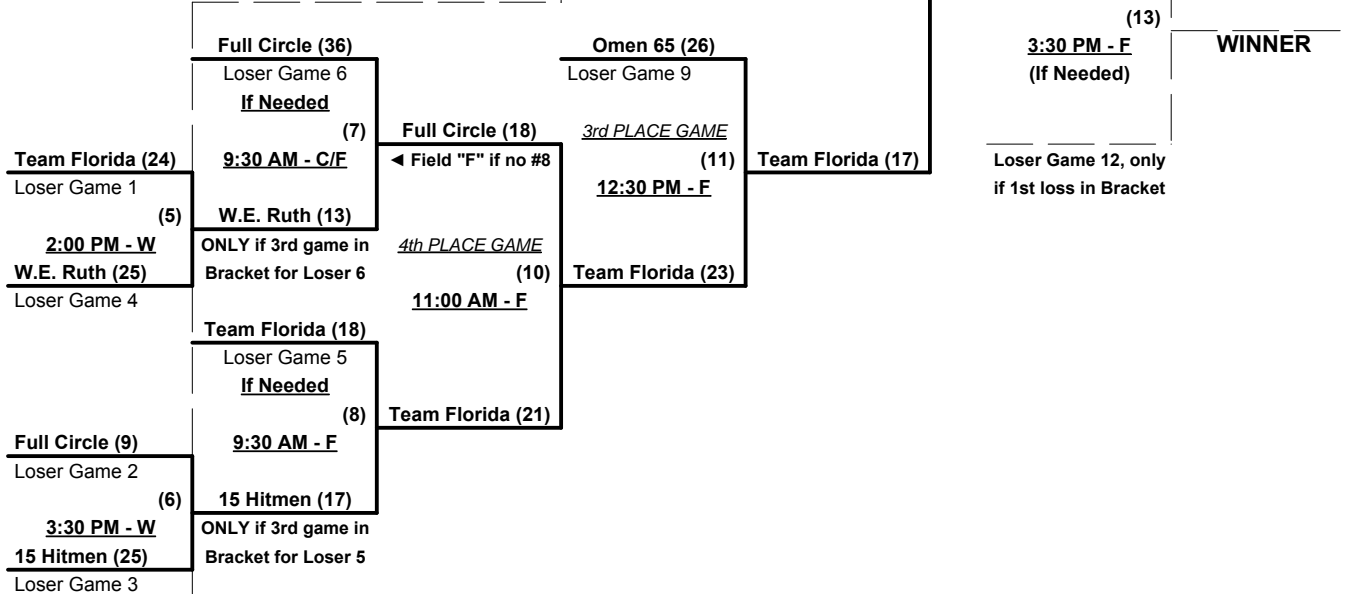 (13)
3:30 PM - F
(If Needed)
WINNER
Full Circle (36)
Loser Game 6
If Needed
(7)
9:30 AM - C/F
Omen 65 (26)
Loser Game 9
3rd PLACE GAME
(11)
12:30 PM - F
Full Circle (18)
◄ Field "F" if no #8
Team Florida (17)
Loser Game 12, only
if 1st loss in Bracket
Team Florida (24)
Loser Game 1
(5)
2:00 PM - W
W.E. Ruth (25)
Loser Game 4
W.E. Ruth (13)
ONLY if 3rd game in
Bracket for Loser 6
4th PLACE GAME
(10)
11:00 AM - F
Team Florida (23)
Team Florida (18)
Loser Game 5
If Needed
(8)
9:30 AM - F
Team Florida (21)
Full Circle (9)
Loser Game 2
(6)
3:30 PM - W
15 Hitmen (25)
Loser Game 3
15 Hitmen (17)
ONLY if 3rd game in
Bracket for Loser 5